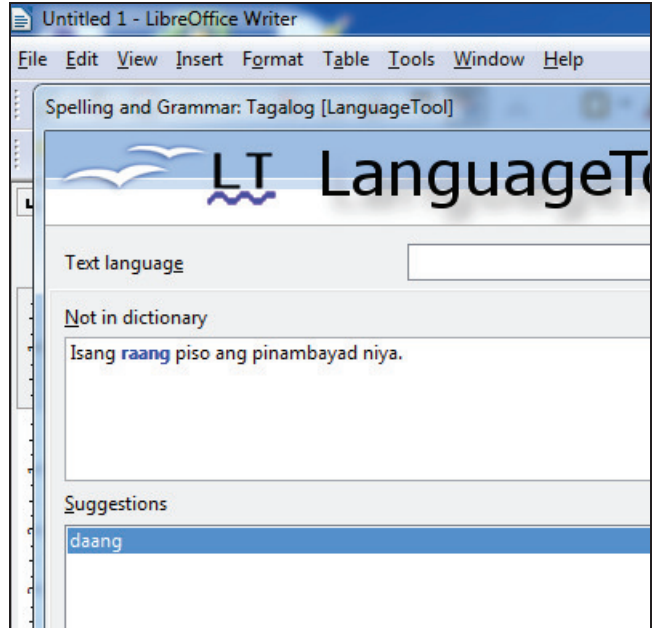 Untitled 1 - LibreOffice Writer
File Edit View Insert Format Table Tools Window Help
Spelling and Grammar: Tagalog [LanguageTool]
LT LanguageTo
Text language
Not in dictionary
Isang raang piso ang pinambayad niya.
Suggestions
daang